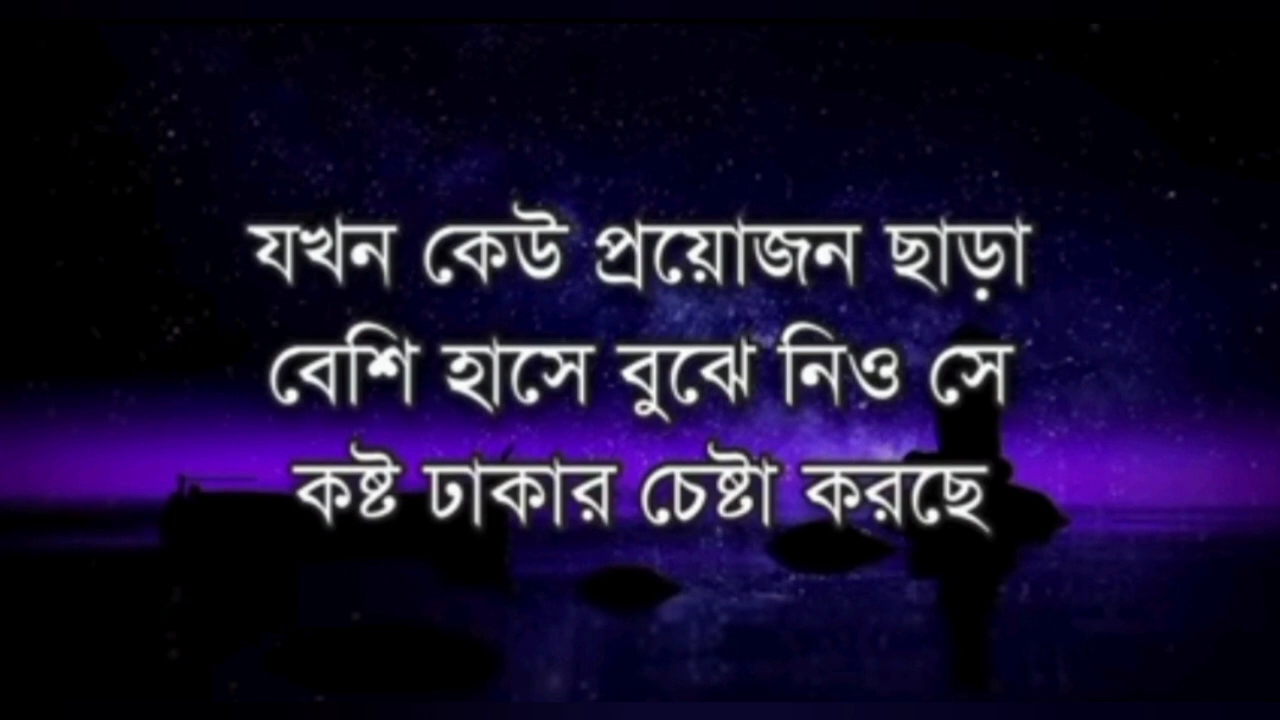 যখন কেউ প্রয়োজন ছাড়া
বেশি হাসে বুঝে নিও সে
কষ্ট ঢাকার চেষ্টা করছে